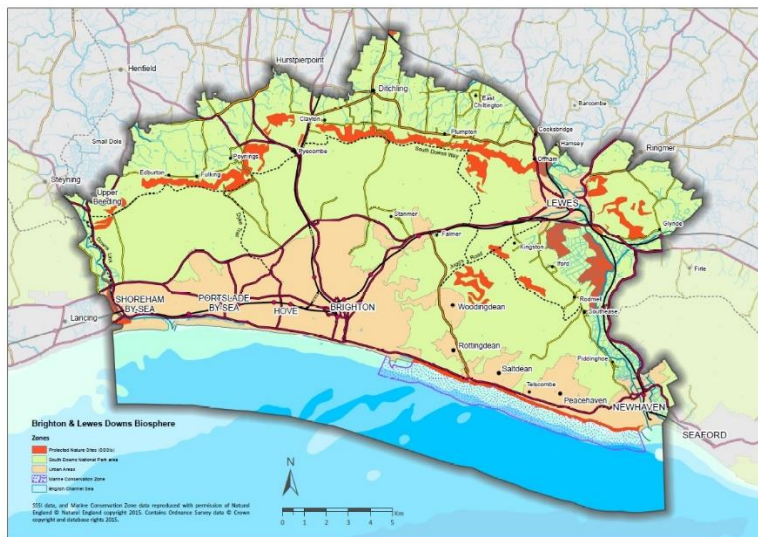 Henfield
Hurstpierpoint
Ditchling
East
Chiltington
Barcombe
Small Dole
Clayton
Plumpton
Cooksbridge
Ringmer
Ramsey
Steyning
Edburton
Fulking
Poynings
Pyecombe
South Downs Way
Offham
Upper
Beeding
LEWES
Stanmer
Falmer
Glynde
Kingston
Iford
Firle
Lancing
SHOREHAM
BY-SEA
PORTSLADE
BY-SEA
HOVE
BRIGHTON
Woodingdean
Rodmell
Southease
Rottingdean
Piddinghoe
Saltdean
Telscombe
Peacehaven
NEWHAVEN
SEAFORD
Brighton & Lewes Downs Biosphere
Zones
Protected Nature Sites (SSSIs)
South Downs National Park area
Urban Areas
Marine Conservation Zone
English Channel Sea
SSSI data, and Marine Conservation Zone data reproduced with permission of Natural
England © Natural England copyright 2015. Contains Ordnance Survey data © Crown
copyright and database rights 2015.
N
0 1 2 3 4 5
Km